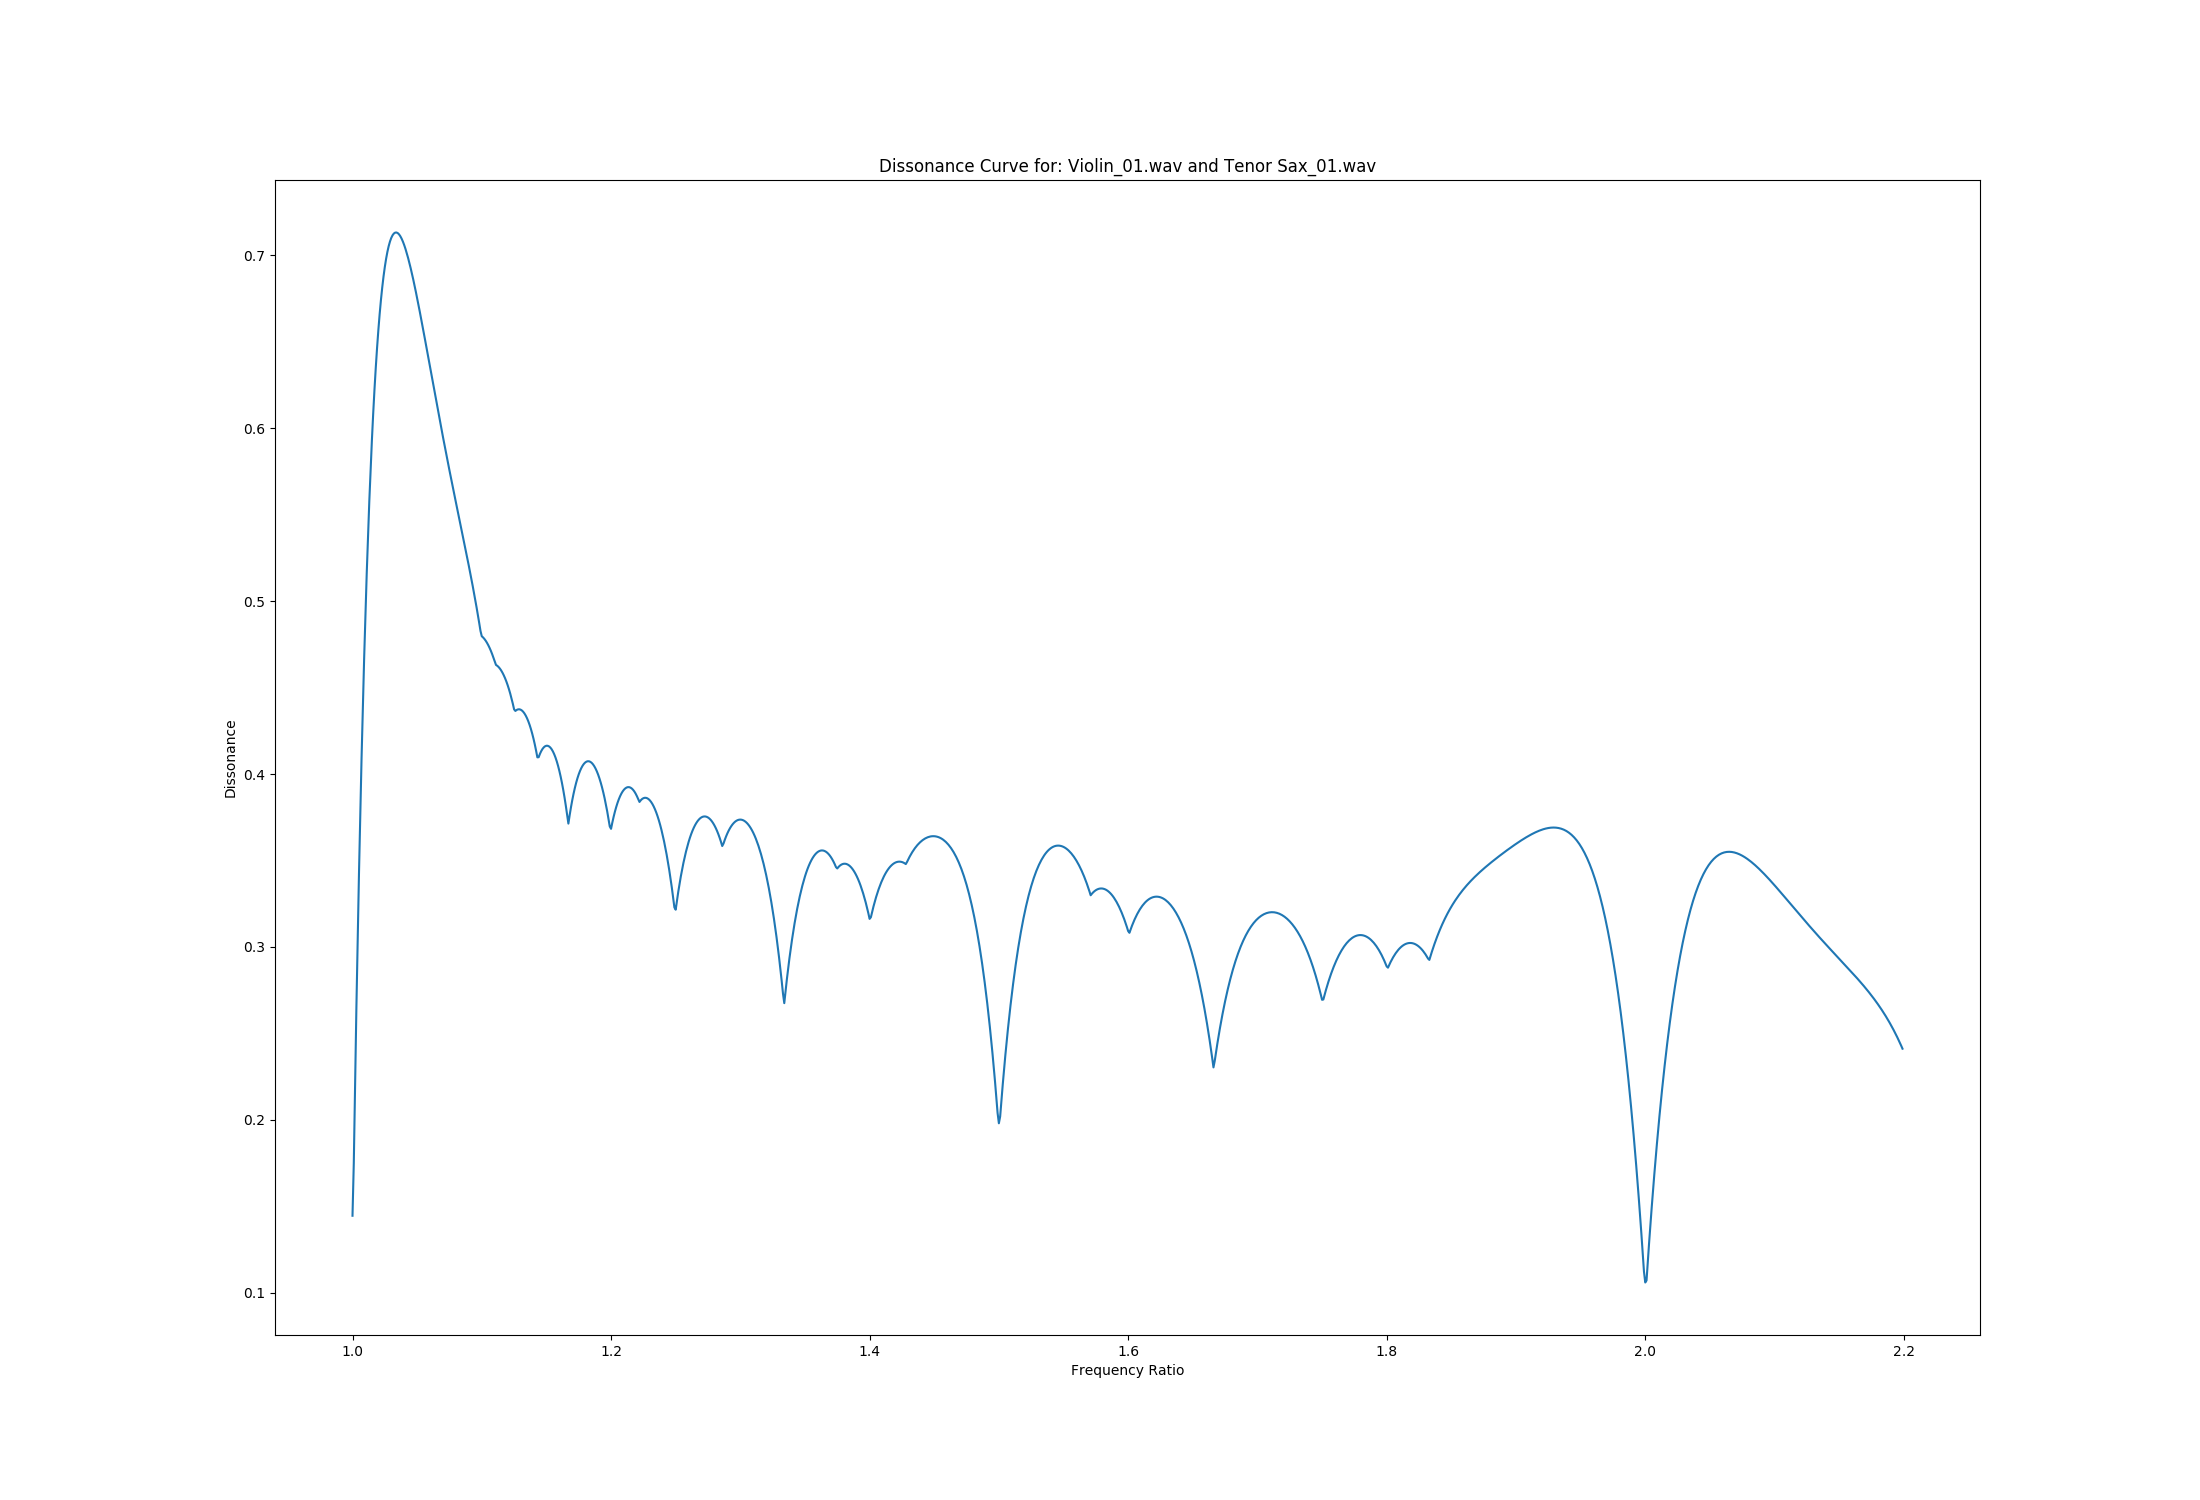 Dissonance Curve for: Violin_01.wav and Tenor Sax_01.wav
0.7
0.6
0.5
0.4
0.3
0.2
0.1
Dissonance
1.0 1.2 1.4 1.6 1.8 2.0 2.2
Frequency Ratio